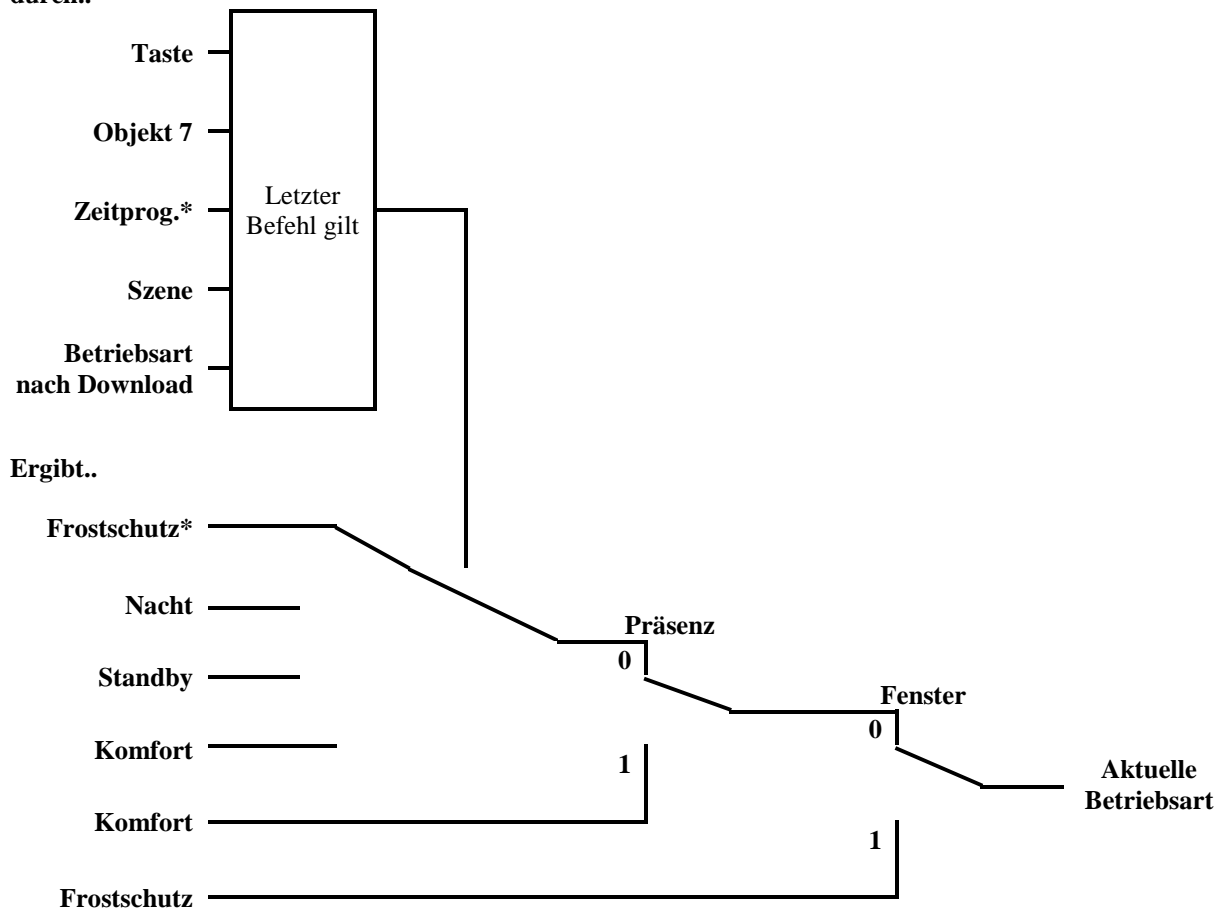 durch..
Taste
Objekt 7
Zeitprog.*
Letzter
Befehl gilt
Szene
Betriebsart
nach Download
Ergibt..
Frostschutz*
Nacht
Präsenz
0
Standby
Fenster
0
Komfort
1
Aktuelle
Betriebsart
Komfort
1
Frostschutz